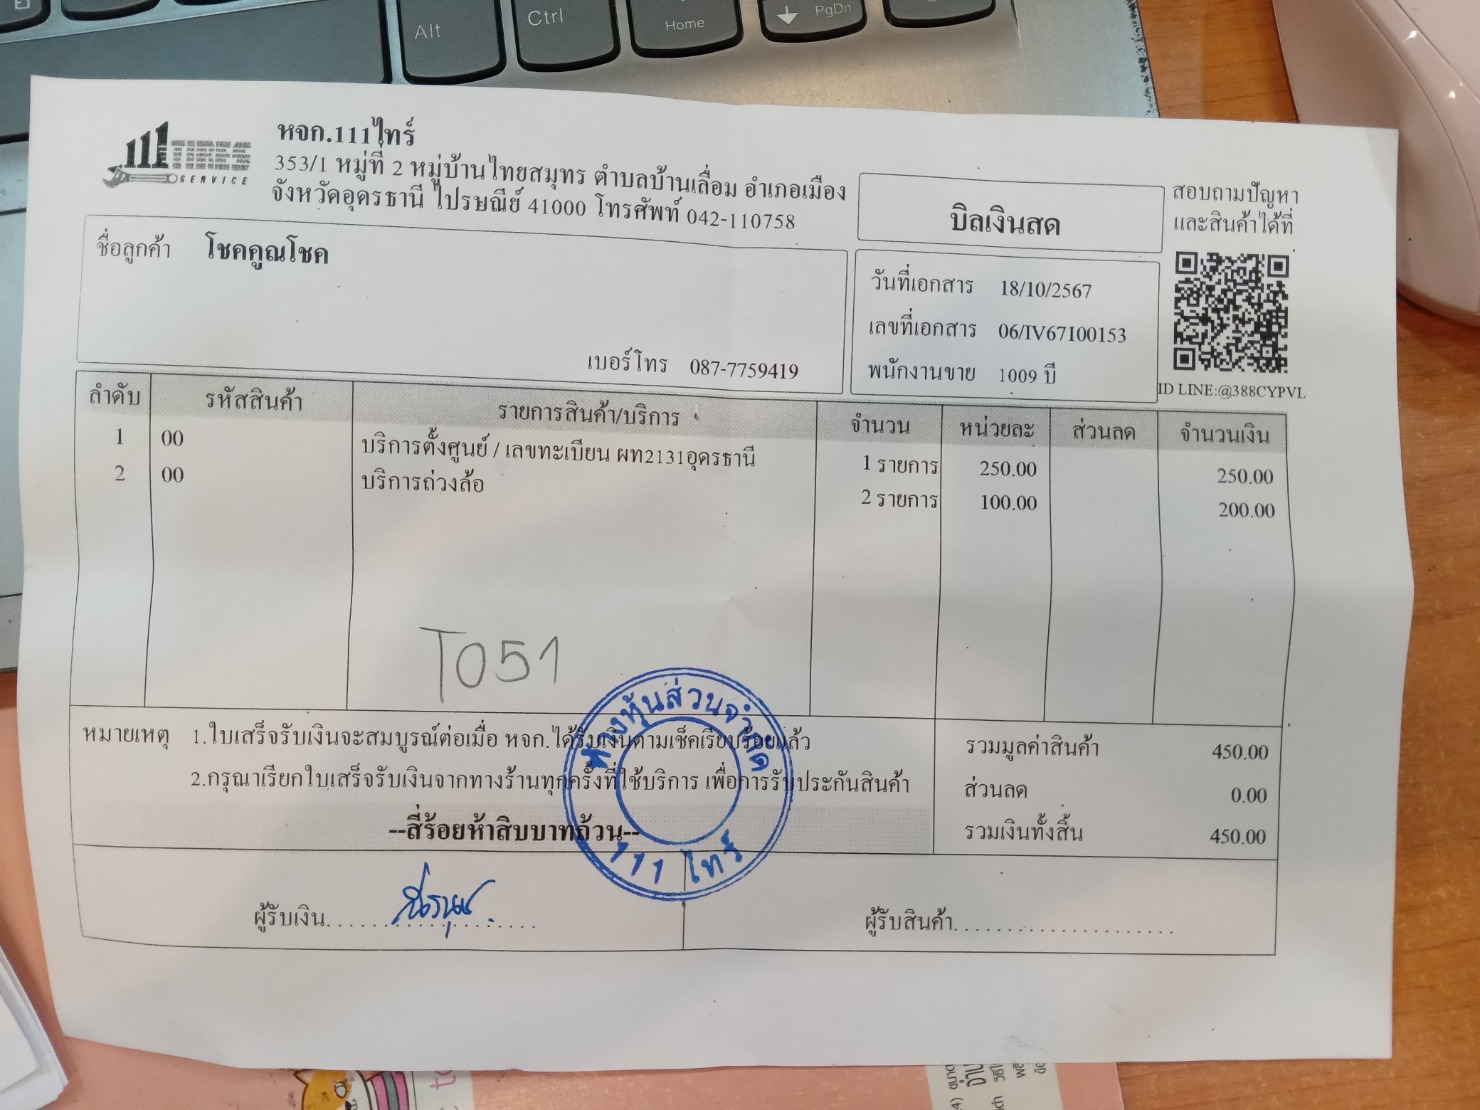 Alt
Ctrl
Home
PgDn
111
SERVICE
หจก.111ไทร์
353/1 หมู่ที่ 2 หมู่บ้านไทยสมุทร ตำบลบ้านเลื่อม อำเภอเมือง
จังหวัดอุดรธานี ไปรษณีย์ 41000 โทรศัพท์ 042-110758
บิลเงินสด
สอบถามปัญหา
และสินค้าได้ที่
ID LINE:@388CYPVL
ชื่อลูกค้า โชคคูณโชค
เบอร์โทร 087-7759419
วันที่เอกสาร 18/10/2567
เลขที่เอกสาร 06/IV67100153
พนักงานขาย 1009 บี
ลำดับ รหัสสินค้า รายการสินค้า/บริการ จำนวน หน่วยละ ส่วนลด จำนวนเงิน
1 00 บริการตั้งศูนย์ / เลขทะเบียน ผท2131อุดรธานี 1 รายการ 250.00 250.00
2 00 บริการถ่วงล้อ 2 รายการ 100.00 200.00
T051
หมายเหตุ 1.ใบเสร็จรับเงินจะสมบูรณ์ต่อเมื่อ หจก.ได้รับเงินตามเช็คเรียบร้อยแล้ว
2.กรุณาเรียกใบเสร็จรับเงินจากทางร้านทุกครั้งที่ใช้บริการ เพื่อการรับประกันสินค้า
--สี่ร้อยห้าสิบบาทถ้วน--
รวมมูลค่าสินค้า 450.00
ส่วนลด 0.00
รวมเงินทั้งสิ้น 450.00
ห้างหุ้นส่วนจำกัด
111 ไทร์
ผู้รับเงิน....................
ผู้รับสินค้า.....................